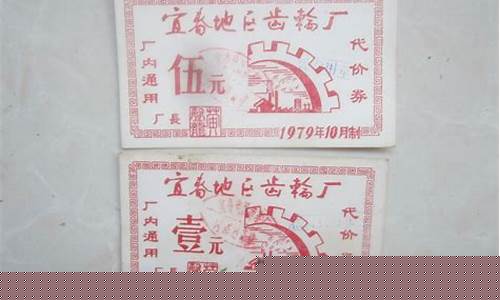 宜春地区齿轮厂
厂内通用
伍元
代价券
厂長
1979年10月制
宜春地区齿轮厂
厂内通用
壹元
代价券